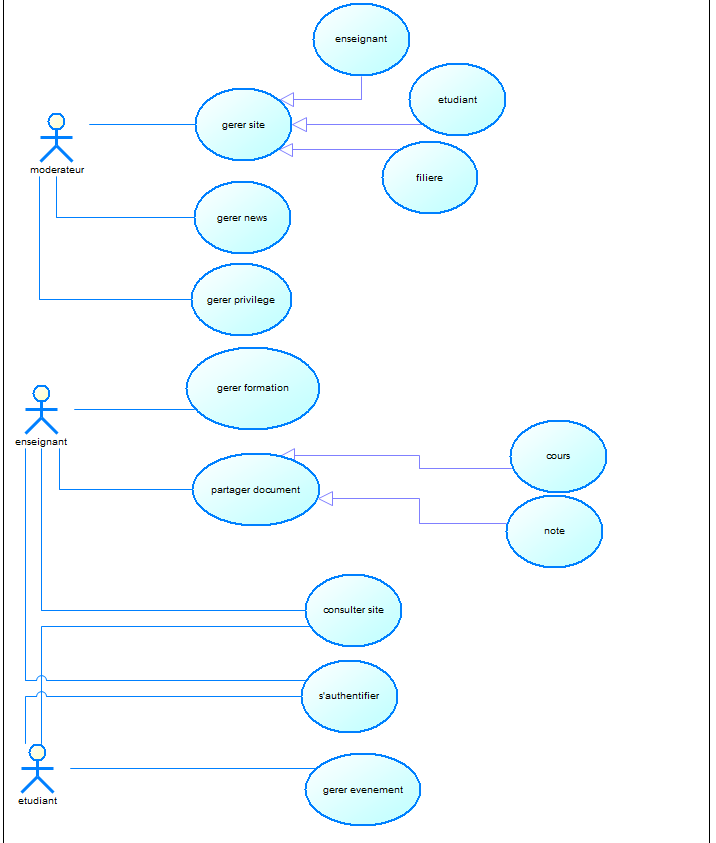 enseignant
etudiant
gerer site
moderateur
filiere
gerer news
gerer privilege
gerer formation
enseignant
cours
partager document
note
consulter site
s'authentifier
gerer evenement
etudiant